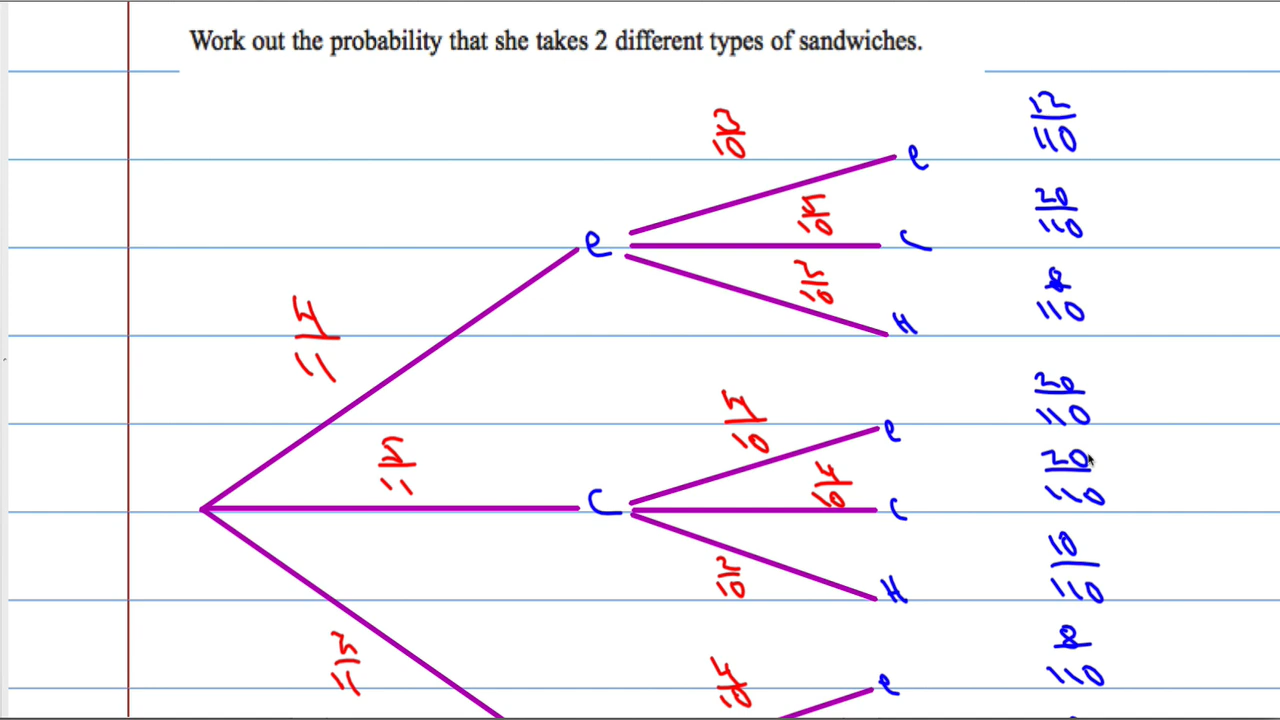 Work out the probability that she takes 2 different types of sandwiches.
3/10 e 12/110
5/10 C 20/110
e
4/11 2/10 H 8/110
4/10 e 20/110
5/11 4/10 C 20/110
C
2/10 H 10/110
2/11 4/10 e 8/110